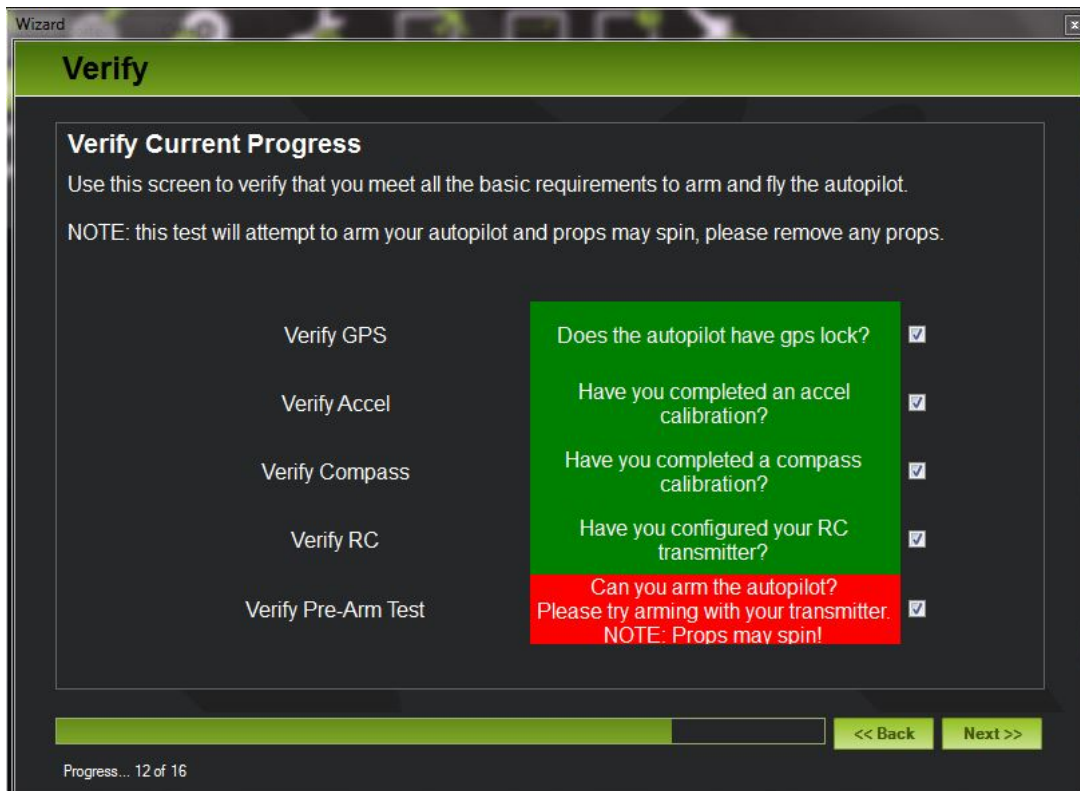 Wizard
x
Verify
Verify Current Progress
Use this screen to verify that you meet all the basic requirements to arm and fly the autopilot.
NOTE: this test will attempt to arm your autopilot and props may spin, please remove any props.
Verify GPS
Does the autopilot have gps lock?
Verify Accel
Have you completed an accel
calibration?
Verify Compass
Have you completed a compass
calibration?
Verify RC
Have you configured your RC
transmitter?
Verify Pre-Arm Test
Can you arm the autopilot?
Please try arming with your transmitter.
NOTE: Props may spin!
<< Back
Next >>
Progress... 12 of 16